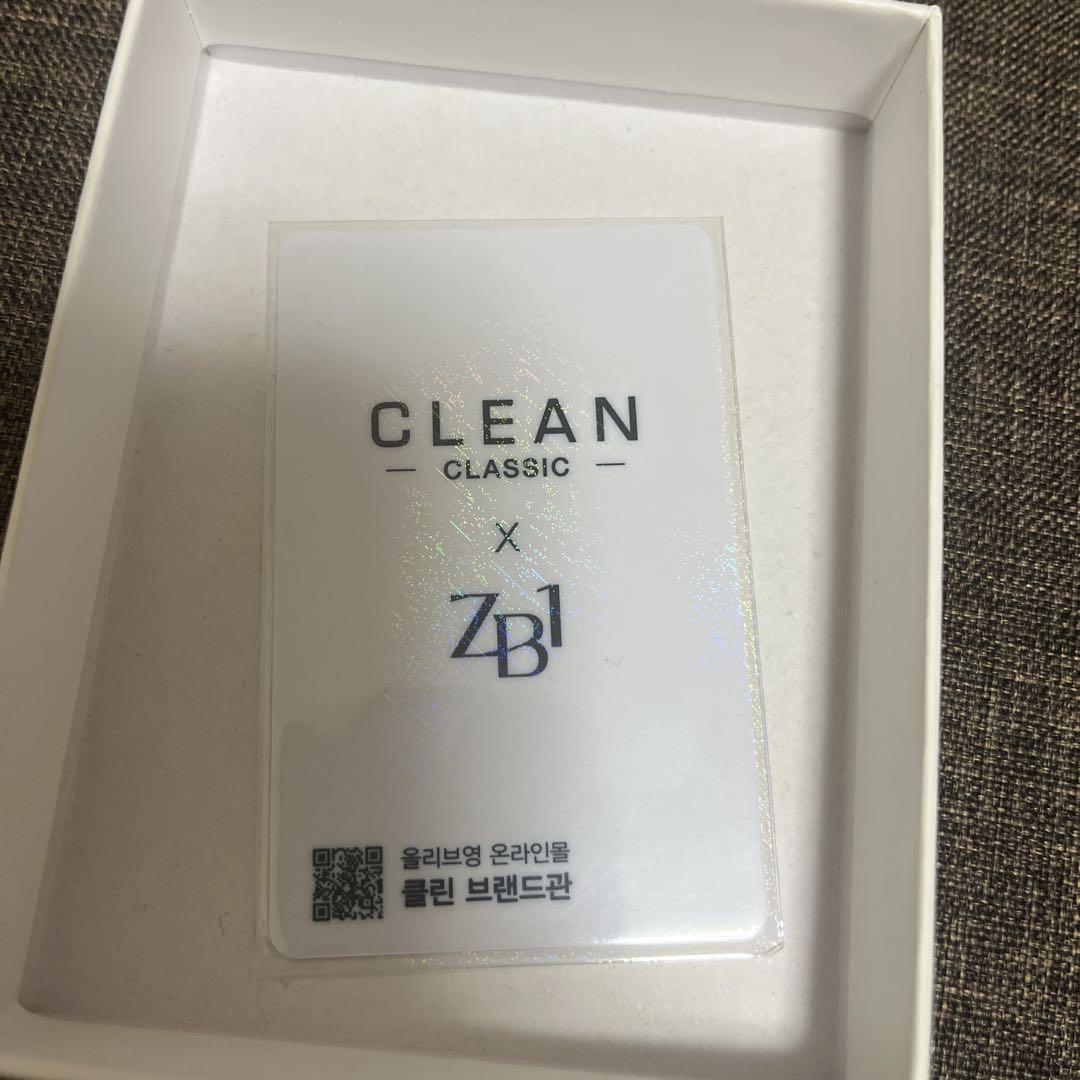 CLEAN
— CLASSIC —
X
ZB1
올리브영 온라인몰
클린 브랜드관